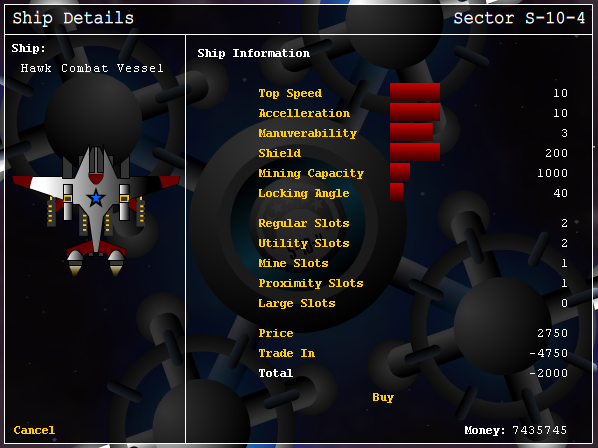 Ship Details Sector S-10-4
Ship:
Hawk Combat Vessel
Ship Information
Top Speed 10
Accelleration 10
Manuverability 3
Shield 200
Mining Capacity 1000
Locking Angle 40
Regular Slots 2
Utility Slots 2
Mine Slots 1
Proximity Slots 1
Large Slots 0
Price 2750
Trade In -4750
Total -2000
Buy
Cancel Money: 7435745